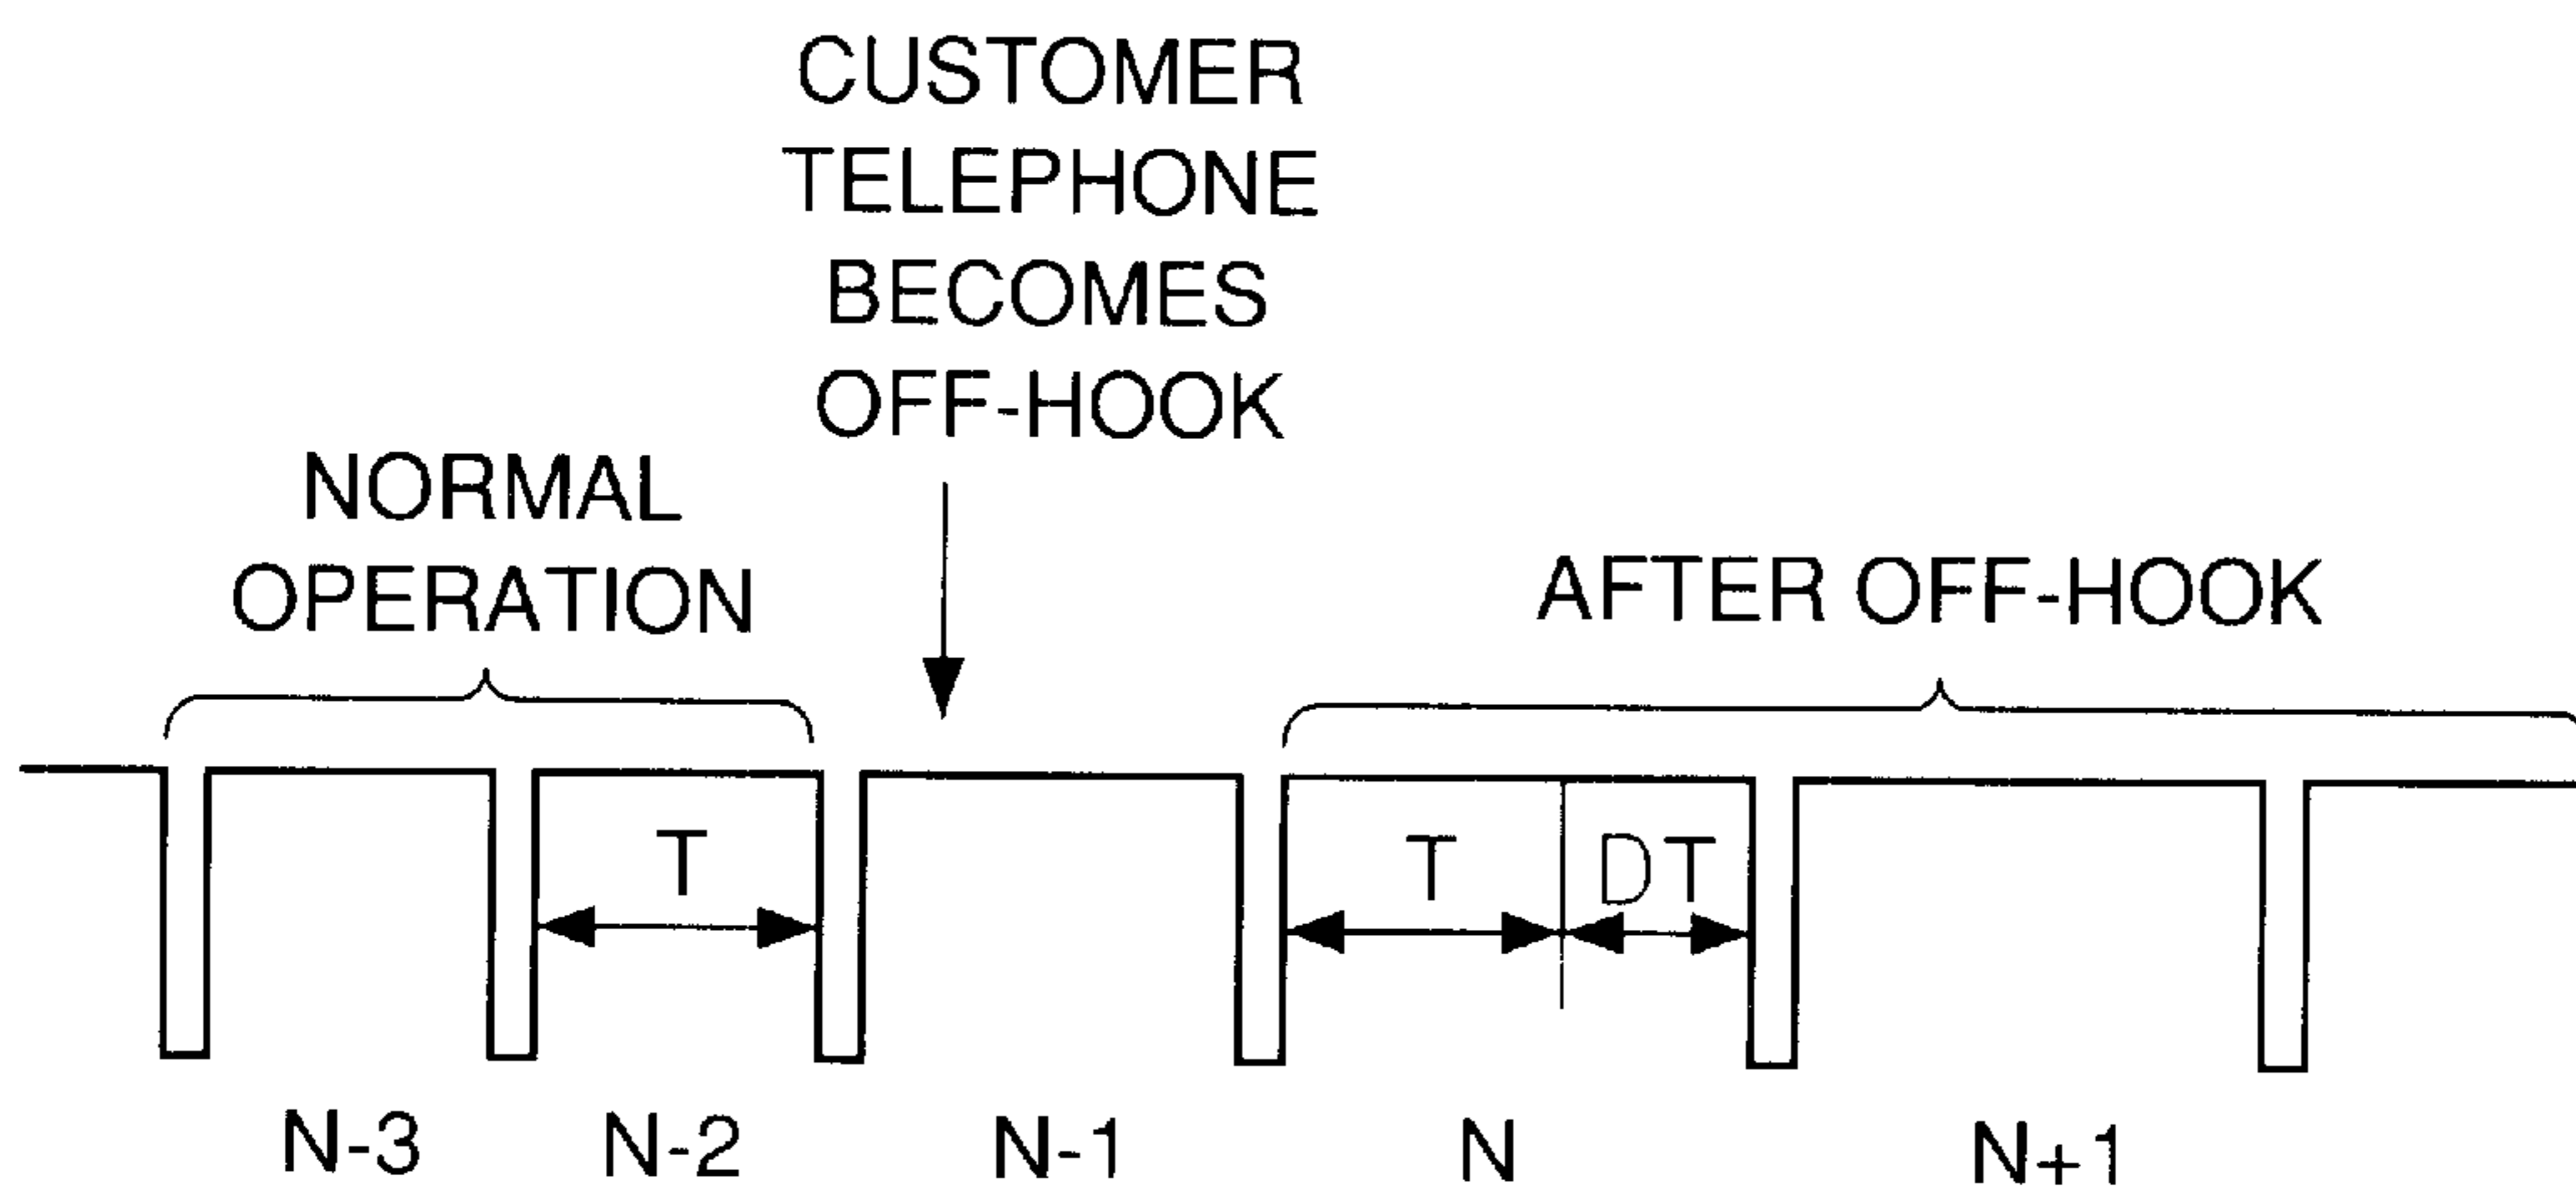 CUSTOMER
TELEPHONE
BECOMES
OFF-HOOK
NORMAL
OPERATION
AFTER OFF-HOOK
T
T
DT
N-3
N-2
N-1
N
N+1